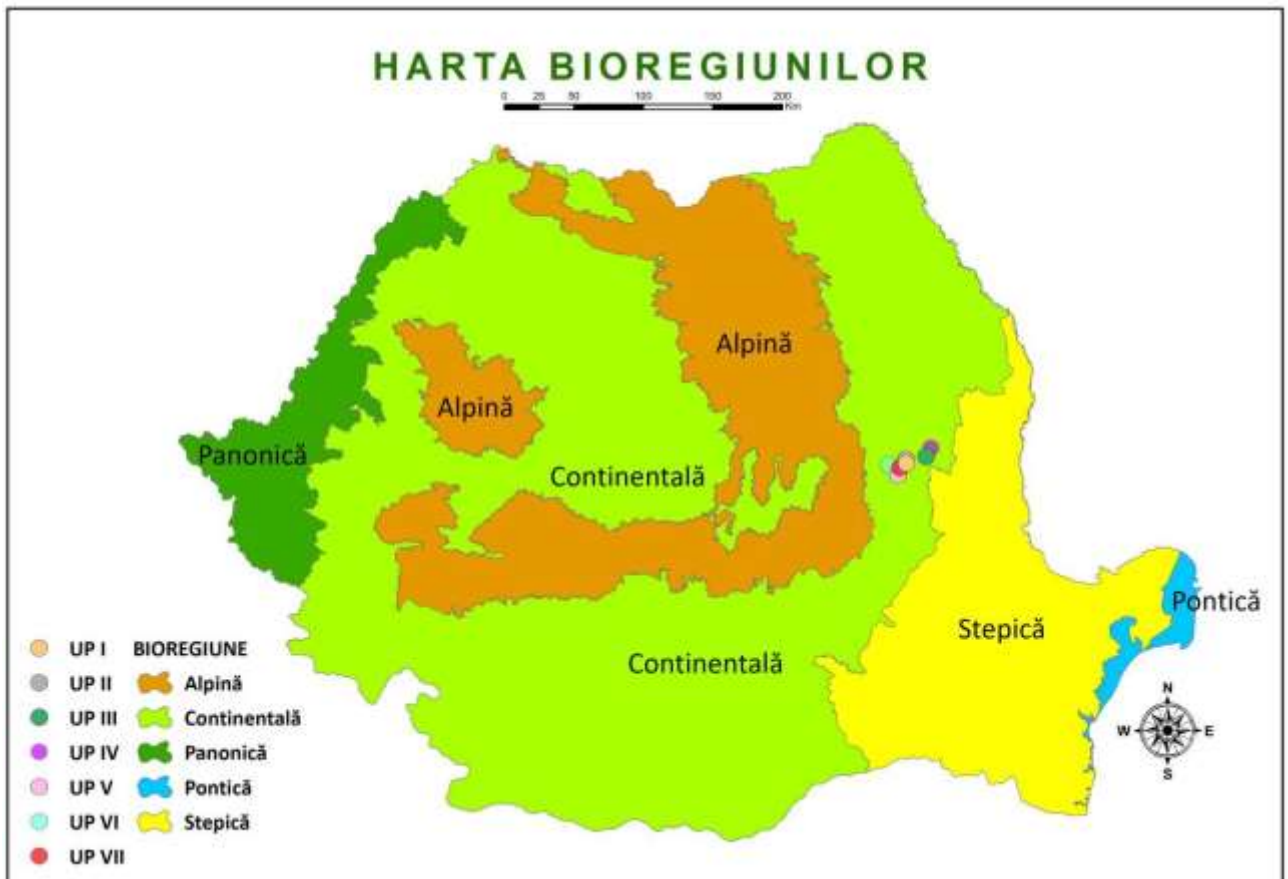 HARTA BIOREGIUNILOR
0 25 50 100 150 200
Km
Alpină
Alpină
Panonică
Continentală
Pontică
Stepică
Continentală
UP I BIOREGIUNE
UP II Alpină
UP III Continentală
UP IV Panonică
UP V Pontică
UP VI Stepică
UP VII
N
W E
S